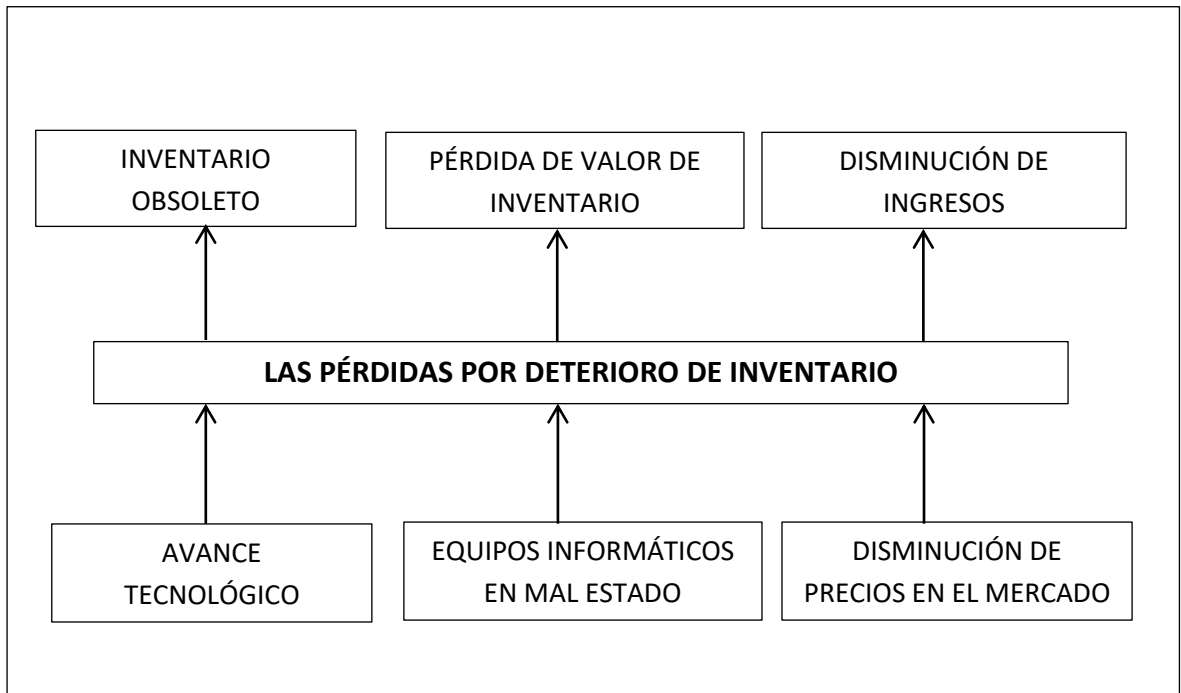 INVENTARIO
OBSOLETO
PÉRDIDA DE VALOR DE
INVENTARIO
DISMINUCIÓN DE
INGRESOS
LAS PÉRDIDAS POR DETERIORO DE INVENTARIO
AVANCE
TECNOLÓGICO
EQUIPOS INFORMÁTICOS
EN MAL ESTADO
DISMINUCIÓN DE
PRECIOS EN EL MERCADO